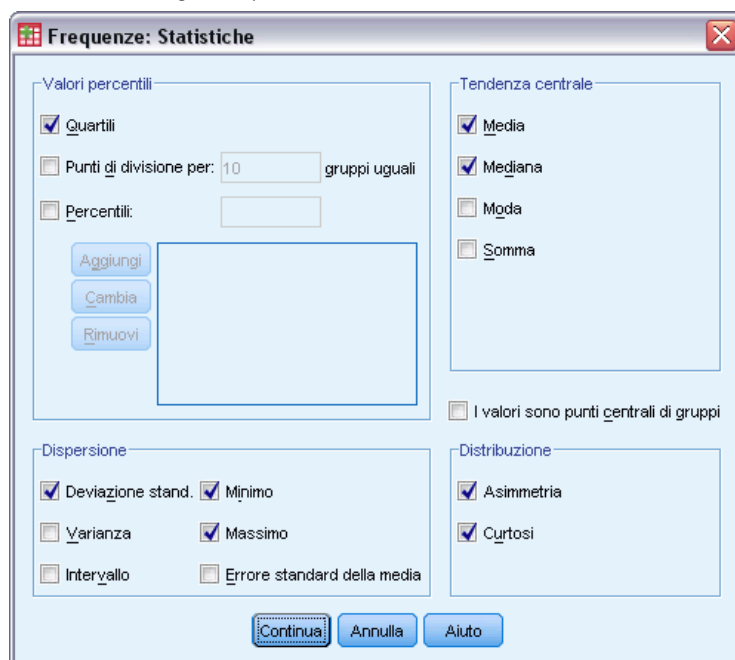 Frequenze: Statistiche
Valori percentili
Quartili
Punti di divisione per: 10 gruppi uguali
Percentili:
Aggiungi
Cambia
Rimuovi
Tendenza centrale
Media
Mediana
Moda
Somma
I valori sono punti centrali di gruppi
Dispersione
Deviazione stand. Minimo
Varianza Massimo
Intervallo Errore standard della media
Distribuzione
Asimmetria
Curtosi
Continua Annulla Aiuto